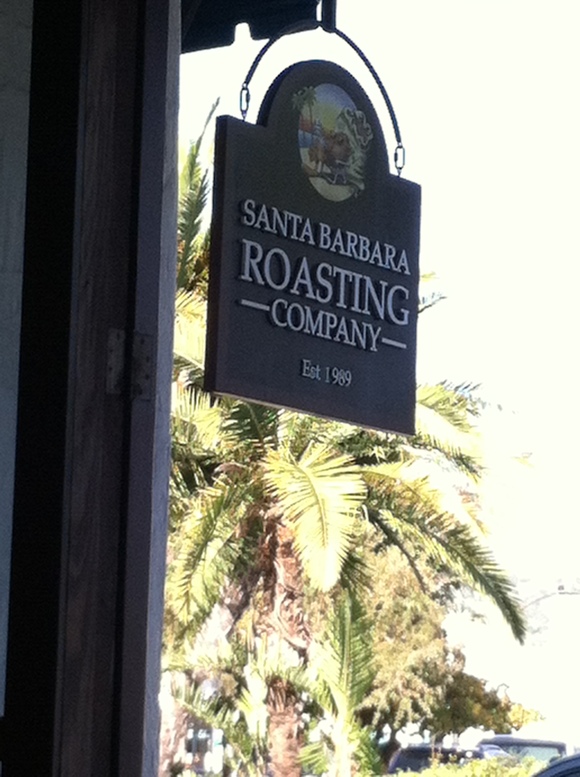 SANTA BARBARA
ROASTING
COMPANY
Est 1989